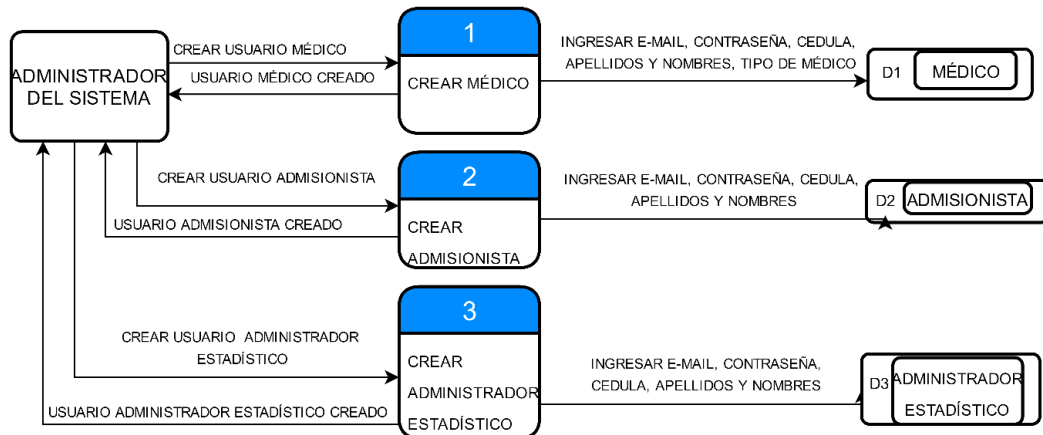 ADMINISTRADOR
DEL SISTEMA
CREAR USUARIO MÉDICO
USUARIO MÉDICO CREADO
1
CREAR MÉDICO
INGRESAR E-MAIL, CONTRASEÑA, CEDULA,
APELLIDOS Y NOMBRES, TIPO DE MÉDICO
D1
MÉDICO
CREAR USUARIO ADMISIONISTA
USUARIO ADMISIONISTA CREADO
2
CREAR
ADMISIONISTA
INGRESAR E-MAIL, CONTRASEÑA, CEDULA,
APELLIDOS Y NOMBRES
D2
ADMISIONISTA
CREAR USUARIO ADMINISTRADOR
ESTADÍSTICO
USUARIO ADMINISTRADOR ESTADÍSTICO CREADO
3
CREAR
ADMINISTRADOR
ESTADÍSTICO
INGRESAR E-MAIL, CONTRASEÑA,
CEDULA, APELLIDOS Y NOMBRES
D3
ADMINISTRADOR
ESTADÍSTICO